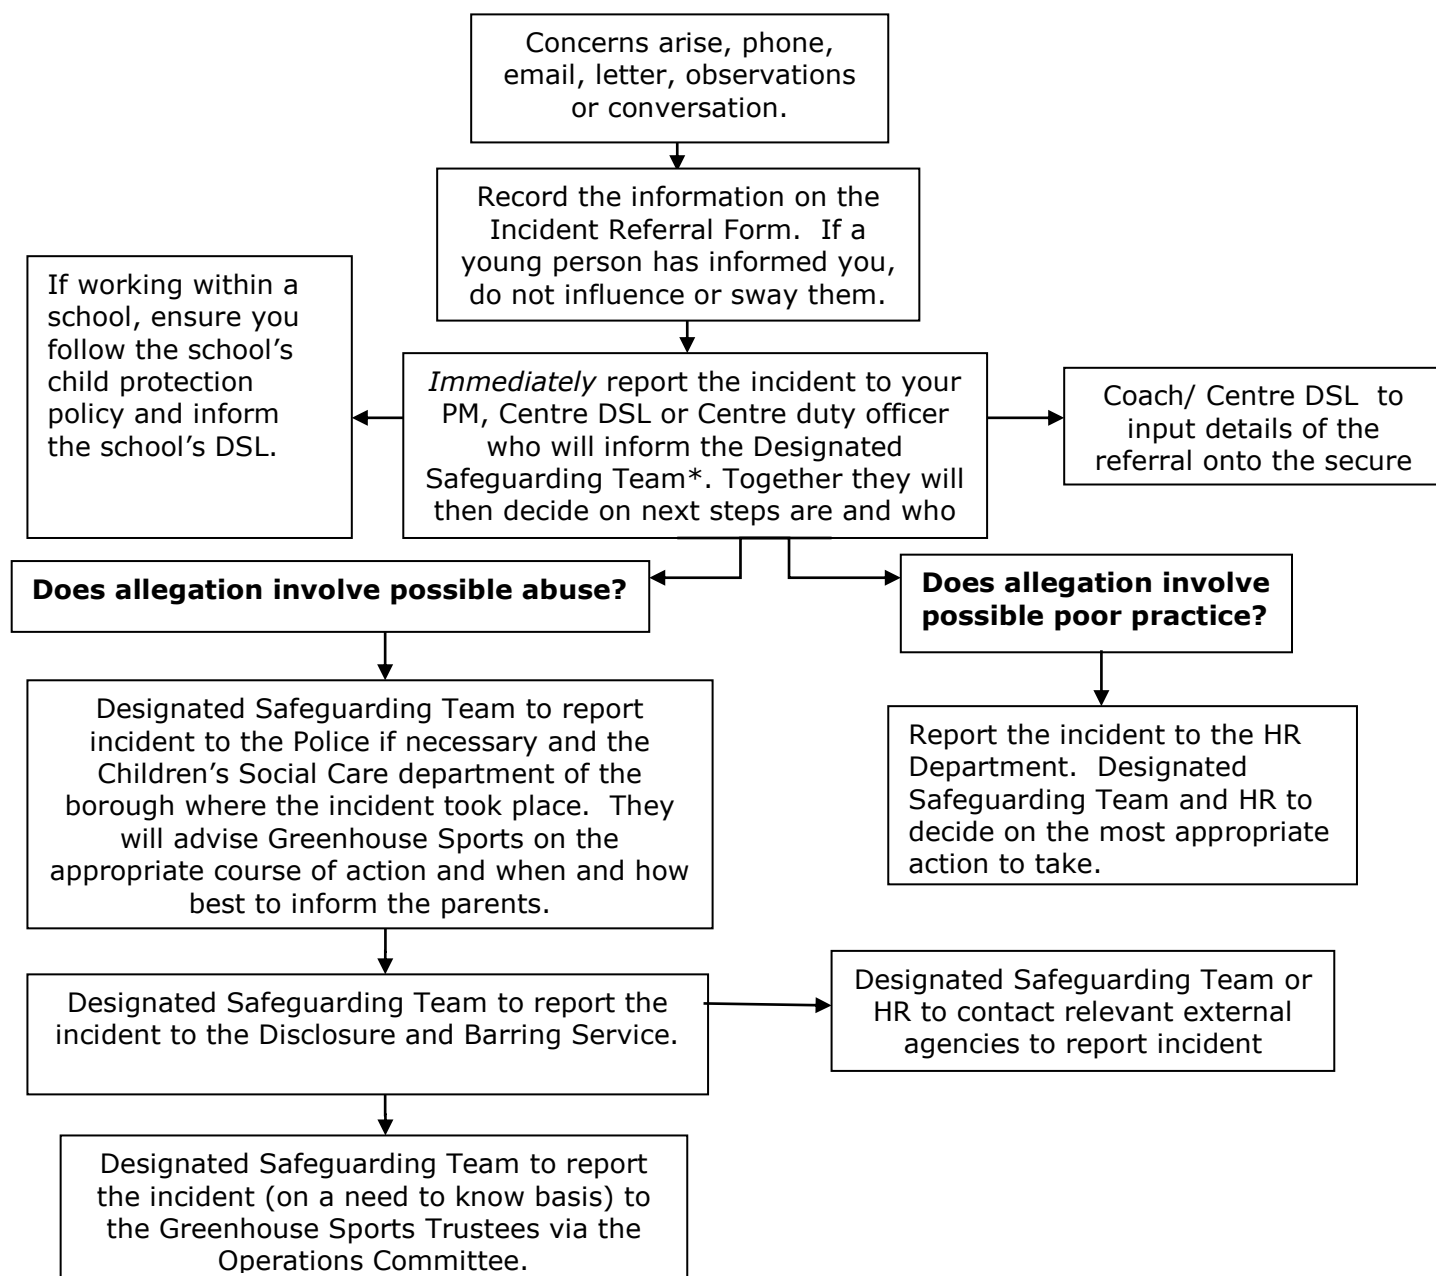 Concerns arise, phone,
email, letter, observations
or conversation.
Record the information on the
Incident Referral Form.  If a
young person has informed you,
do not influence or sway them.
If working within a
school, ensure you
follow the school’s
child protection
policy and inform
the school’s DSL.
Immediately report the incident to your
PM, Centre DSL or Centre duty officer
who will inform the Designated
Safeguarding Team*. Together they will
then decide on next steps are and who
Coach/ Centre DSL  to
input details of the
referral onto the secure
Does allegation involve possible abuse?
Does allegation involve
possible poor practice?
Designated Safeguarding Team to report
incident to the Police if necessary and the
Children’s Social Care department of the
borough where the incident took place.  They
will advise Greenhouse Sports on the
appropriate course of action and when and how
best to inform the parents.
Report the incident to the HR
Department.  Designated
Safeguarding Team and HR to
decide on the most appropriate
action to take.
Designated Safeguarding Team to report the
incident to the Disclosure and Barring Service.
Designated Safeguarding Team or
HR to contact relevant external
agencies to report incident
Designated Safeguarding Team to report
the incident (on a need to know basis) to
the Greenhouse Sports Trustees via the
Operations Committee.